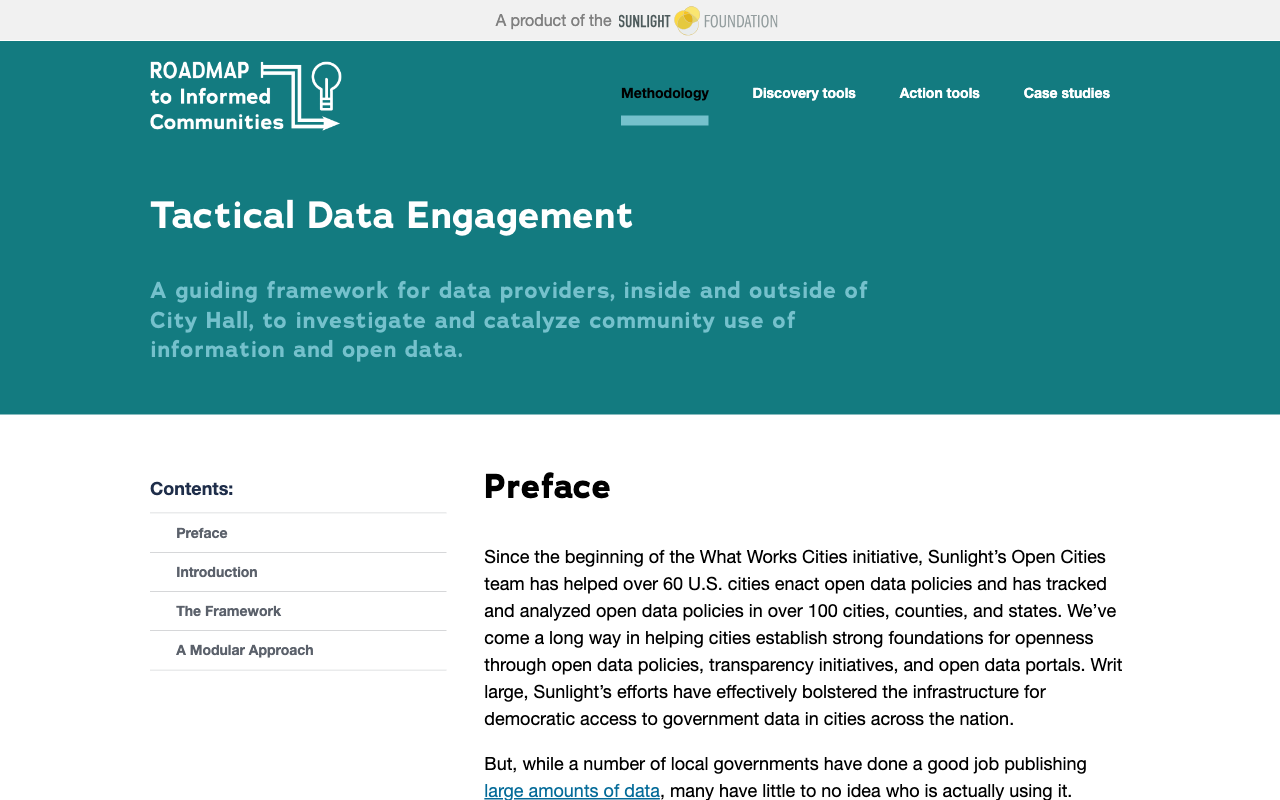 A product of the SUNLIGHT FOUNDATION
ROADMAP
to Informed
Communities
Methodology Discovery tools Action tools Case studies
Tactical Data Engagement
A guiding framework for data providers, inside and outside of
City Hall, to investigate and catalyze community use of
information and open data.
Contents:
Preface
Introduction
The Framework
A Modular Approach
Preface
Since the beginning of the What Works Cities initiative, Sunlight’s Open Cities
team has helped over 60 U.S. cities enact open data policies and has tracked
and analyzed open data policies in over 100 cities, counties, and states. We’ve
come a long way in helping cities establish strong foundations for openness
through open data policies, transparency initiatives, and open data portals. Writ
large, Sunlight’s efforts have effectively bolstered the infrastructure for
democratic access to government data in cities across the nation.
But, while a number of local governments have done a good job publishing
large amounts of data, many have little to no idea who is actually using it.